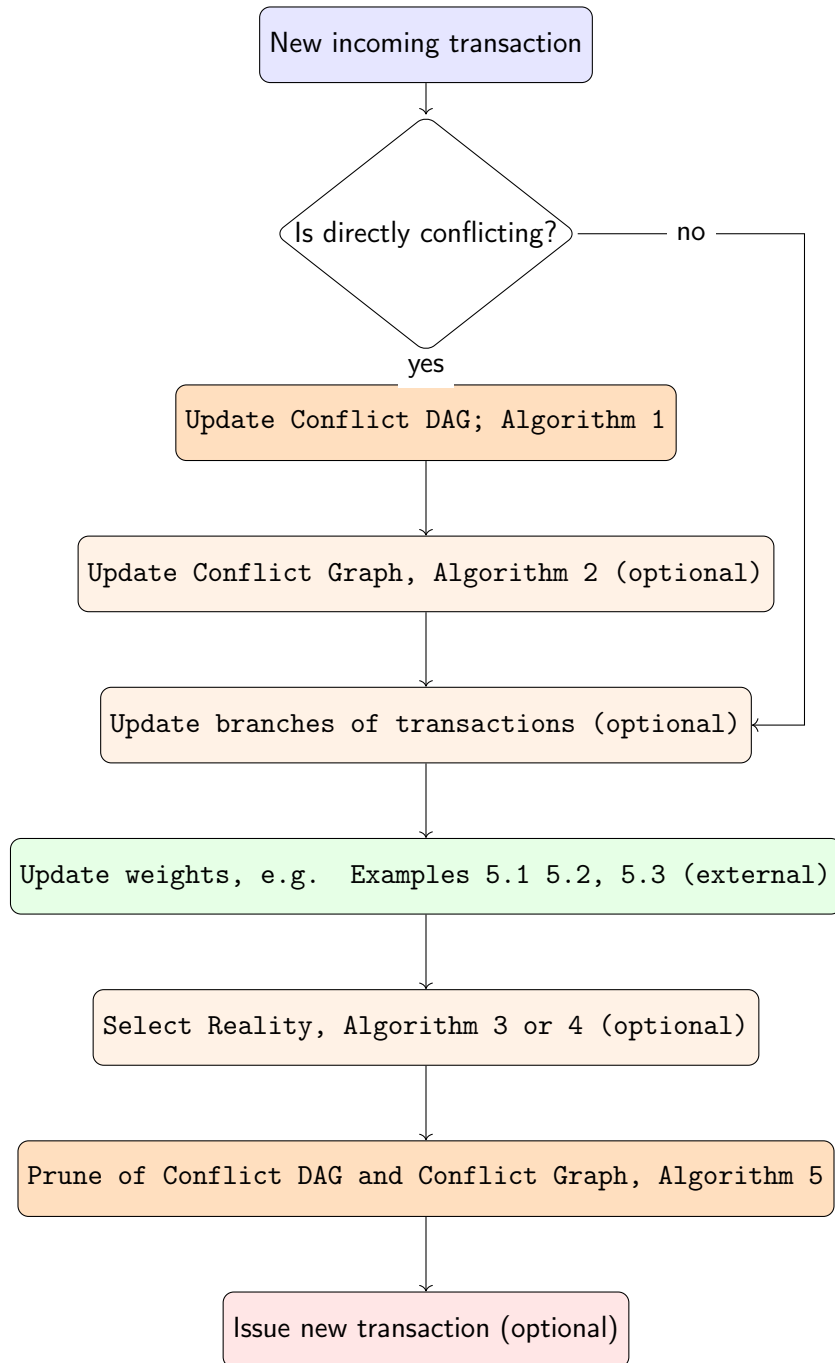 New incoming transaction
Is directly conflicting?
no
yes
Update Conflict DAG; Algorithm 1
Update Conflict Graph, Algorithm 2 (optional)
Update branches of transactions (optional)
Update weights, e.g. Examples 5.1 5.2, 5.3 (external)
Select Reality, Algorithm 3 or 4 (optional)
Prune of Conflict DAG and Conflict Graph, Algorithm 5
Issue new transaction (optional)